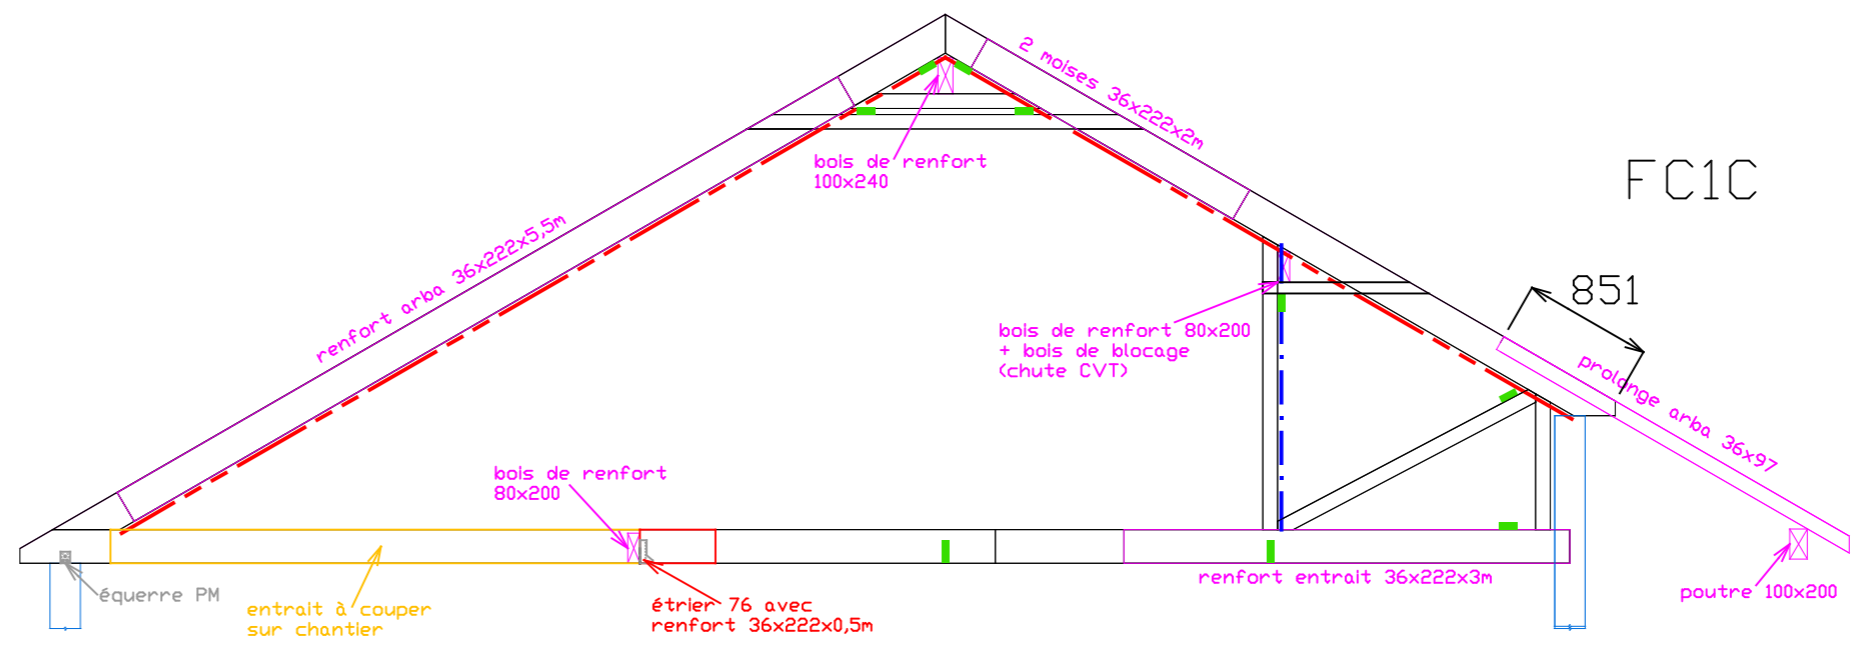 2 moises 36x222x2m
FC1C
bois de renfort
100x240
renfort arba 36x222x5,5m
851
bois de renfort 80x200
+ bois de blocage
(chute CVT)
prolonge arba 36x97
bois de renfort
80x200
renfort entrait 36x222x3m
équerre PM
poutre 100x200
entrait à couper
sur chantier
étrier 76 avec
renfort 36x222x0,5m